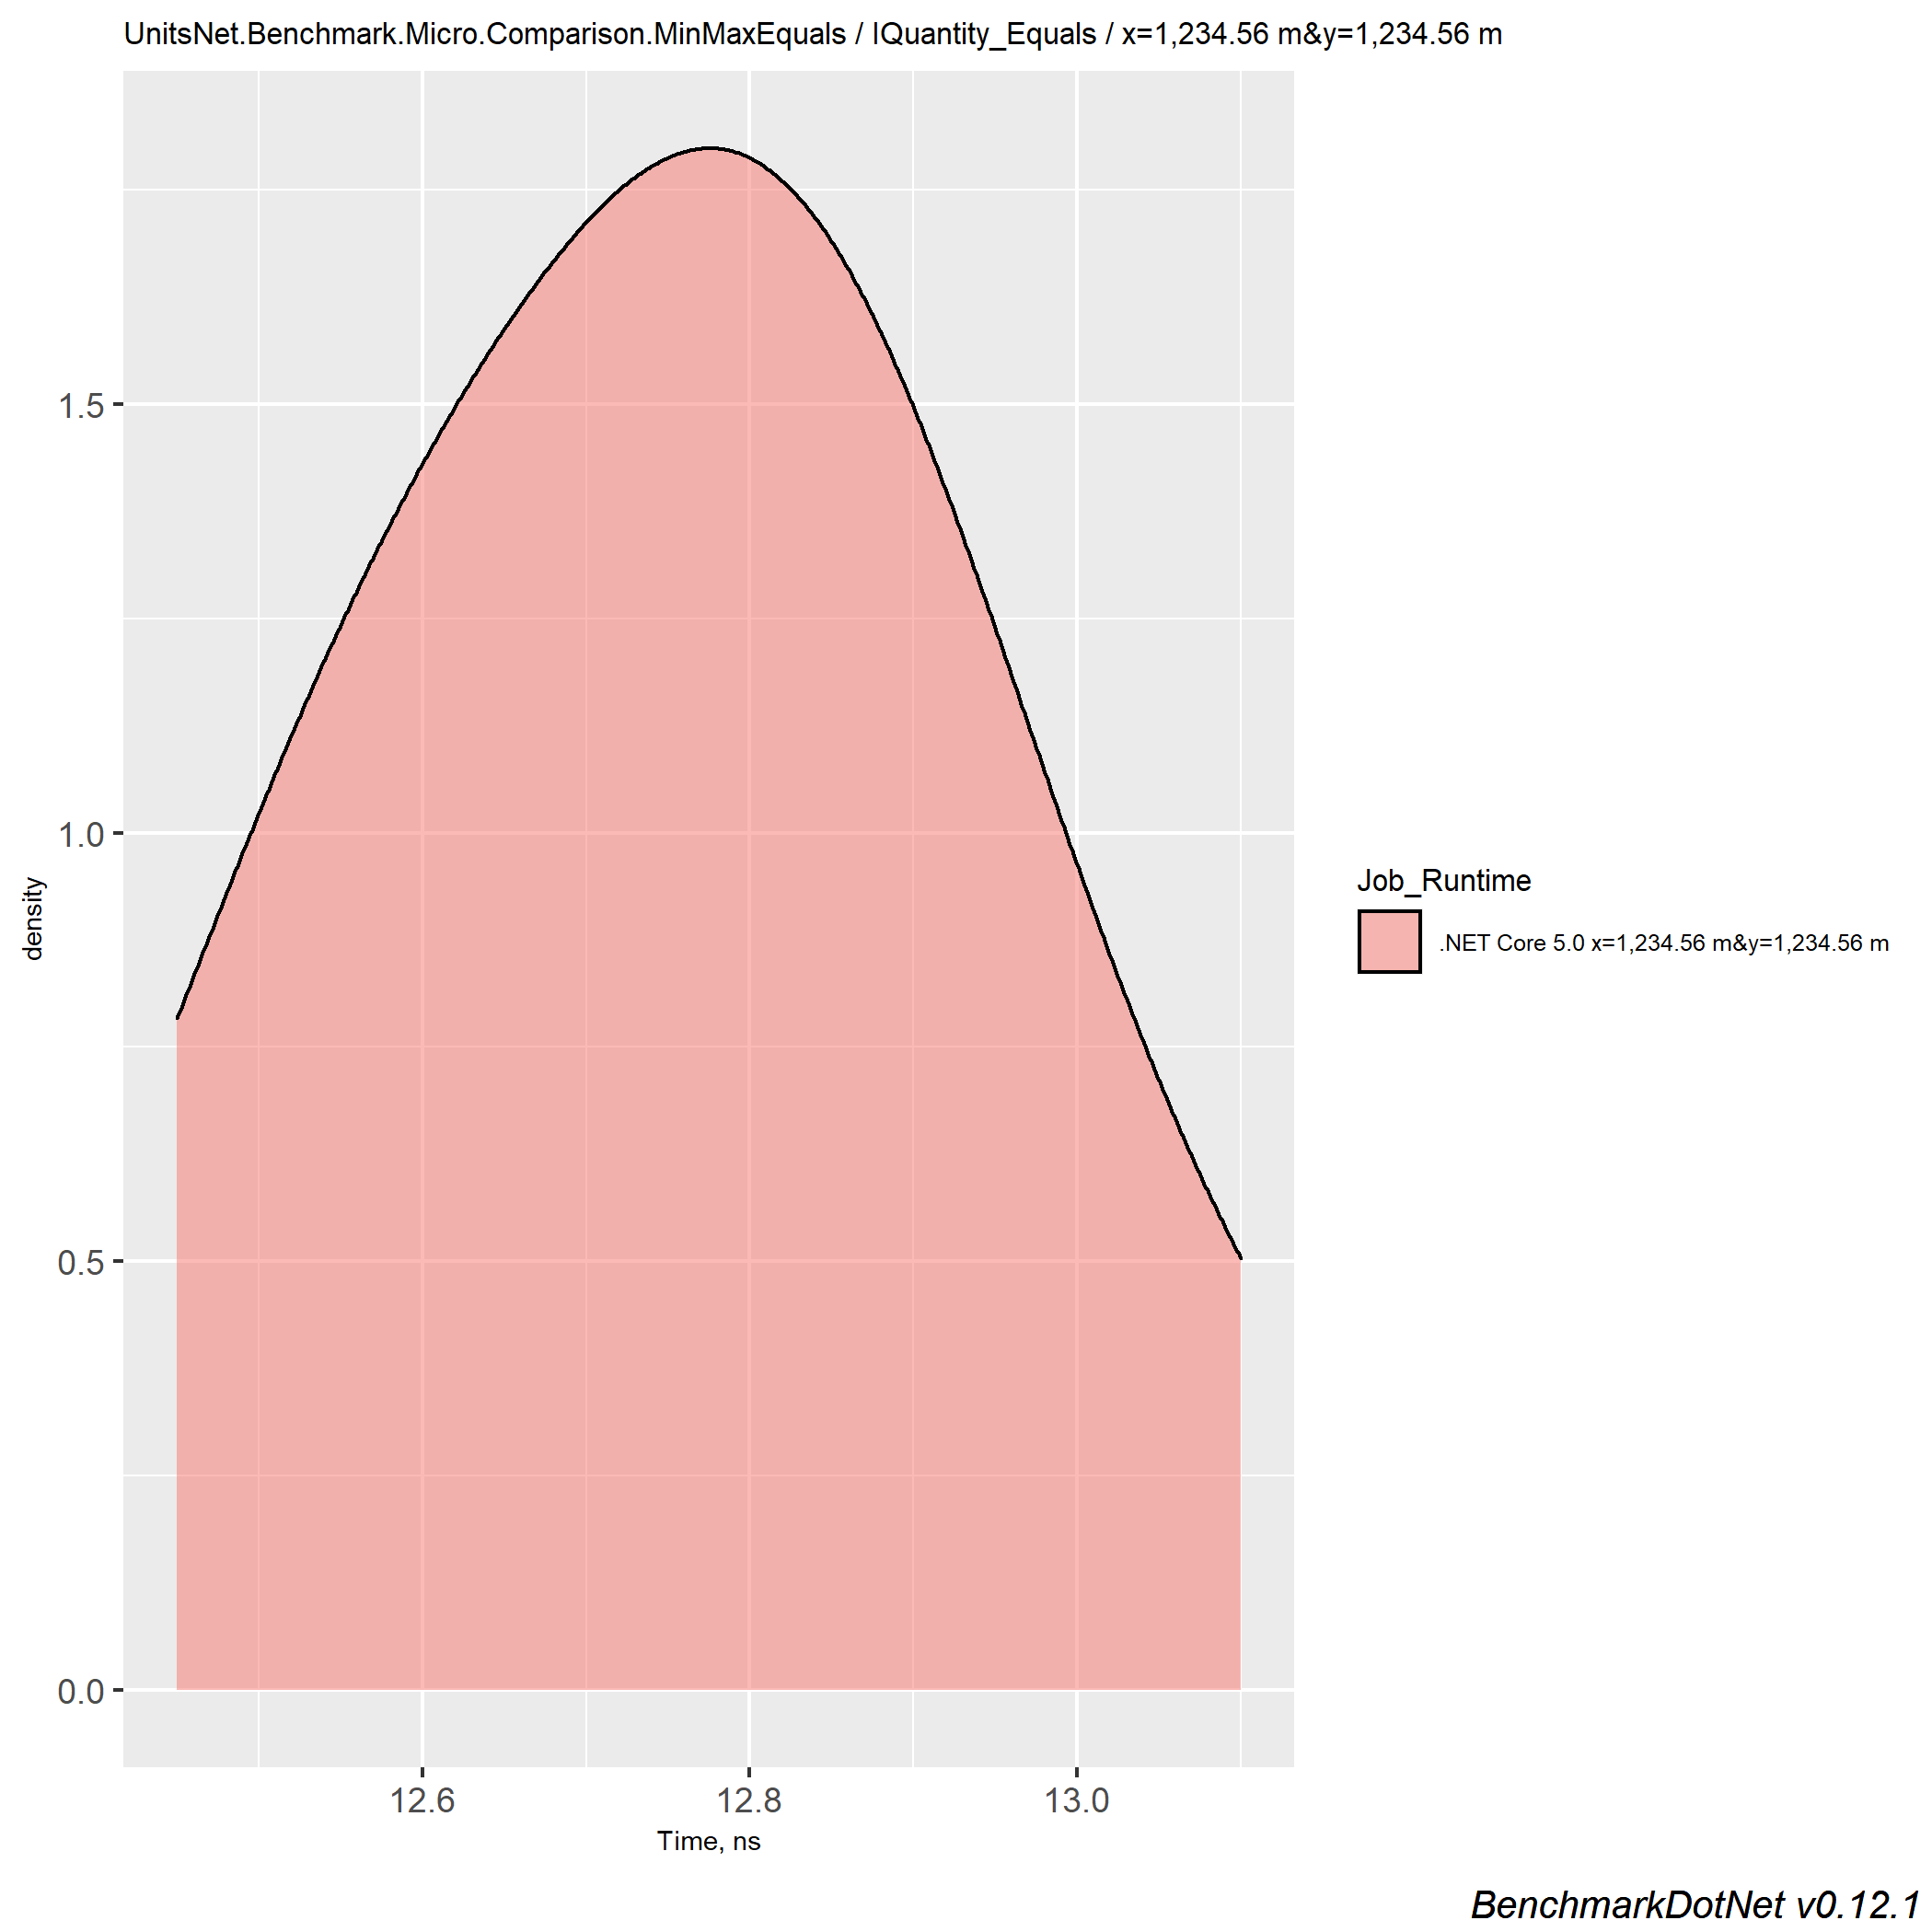 UnitsNet.Benchmark.Micro.Comparison.MinMaxEquals / IQuantity_Equals / x=1,234.56 m&y=1,234.56 m
1.5
1.0
0.5
0.0
density
12.6 12.8 13.0
Time, ns
Job_Runtime
.NET Core 5.0 x=1,234.56 m&y=1,234.56 m
BenchmarkDotNet v0.12.1